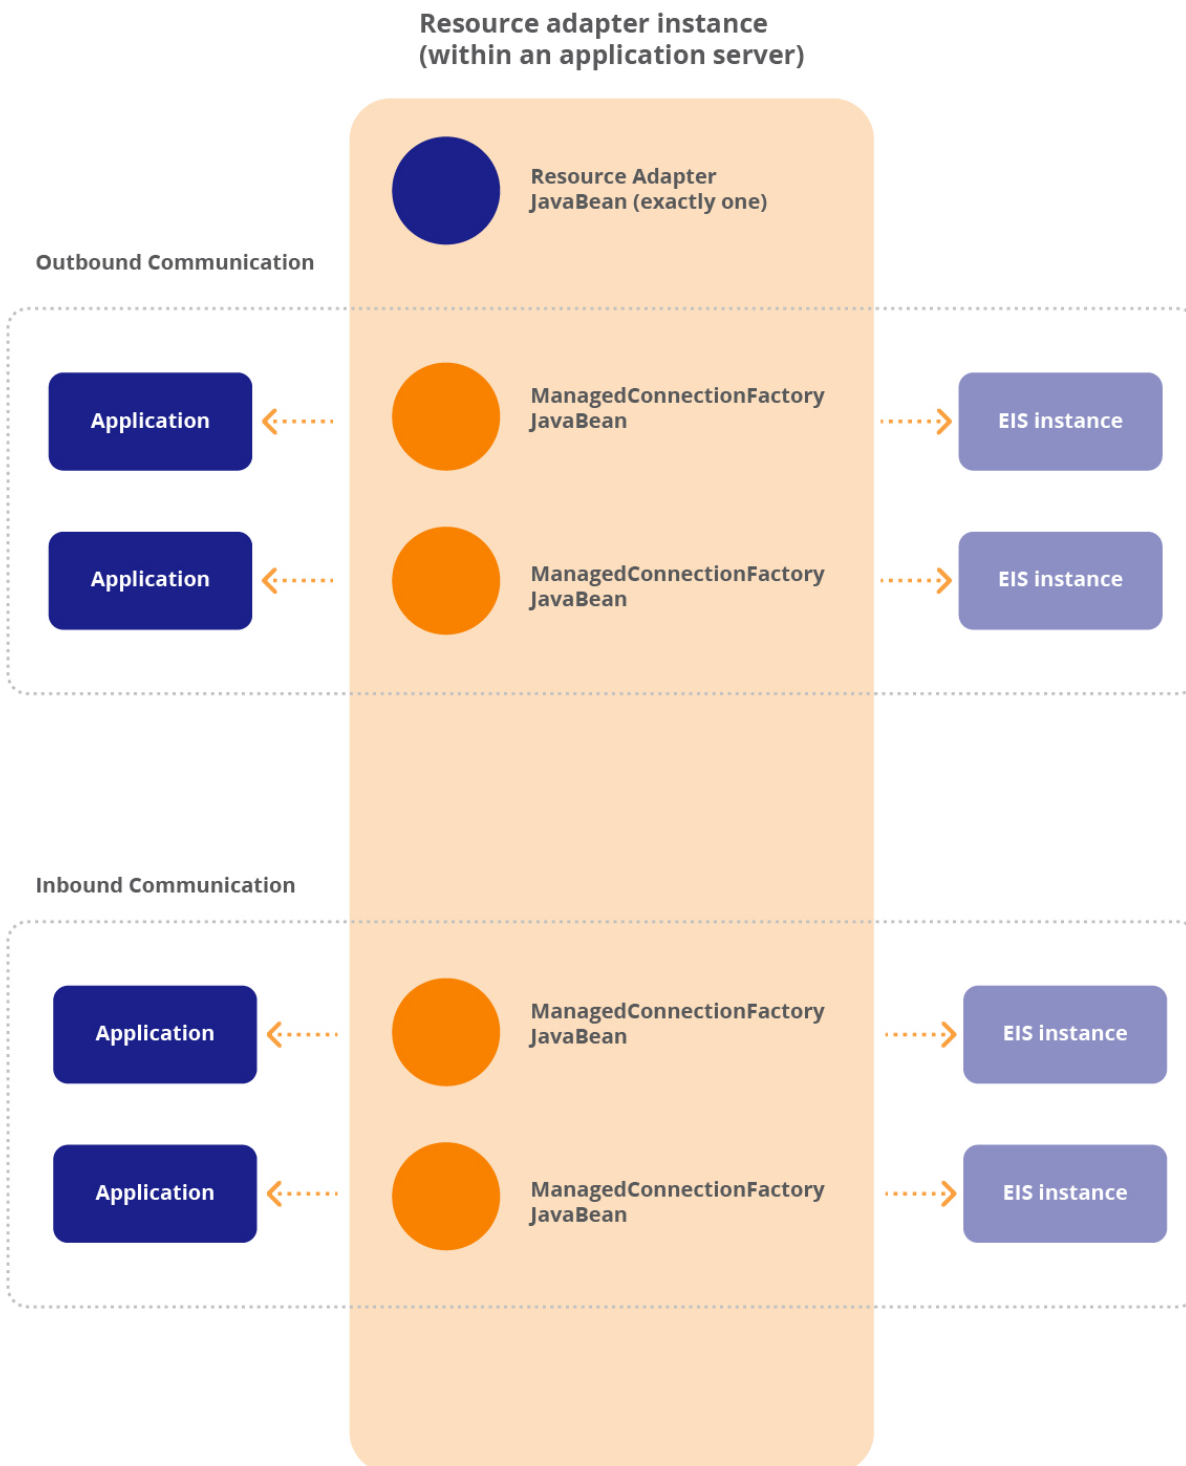 Resource adapter instance
(within an application server)
Resource Adapter
JavaBean (exactly one)
Outbound Communication
Application
ManagedConnectionFactory
JavaBean
EIS instance
Application
ManagedConnectionFactory
JavaBean
EIS instance
Inbound Communication
Application
ManagedConnectionFactory
JavaBean
EIS instance
Application
ManagedConnectionFactory
JavaBean
EIS instance